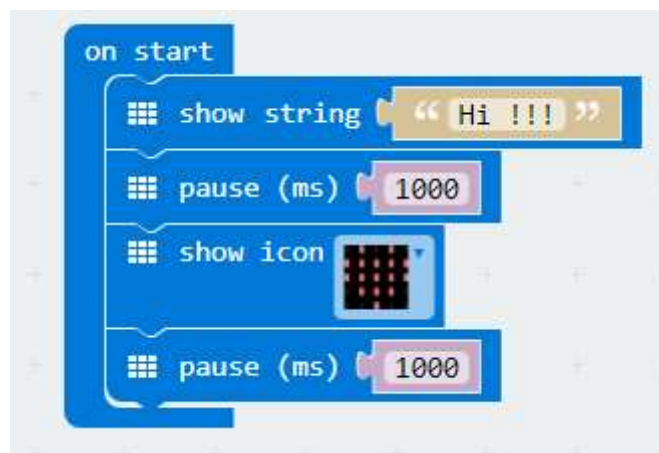 on start
show string “ Hi !!! ”
pause (ms) 1000
show icon
pause (ms) 1000